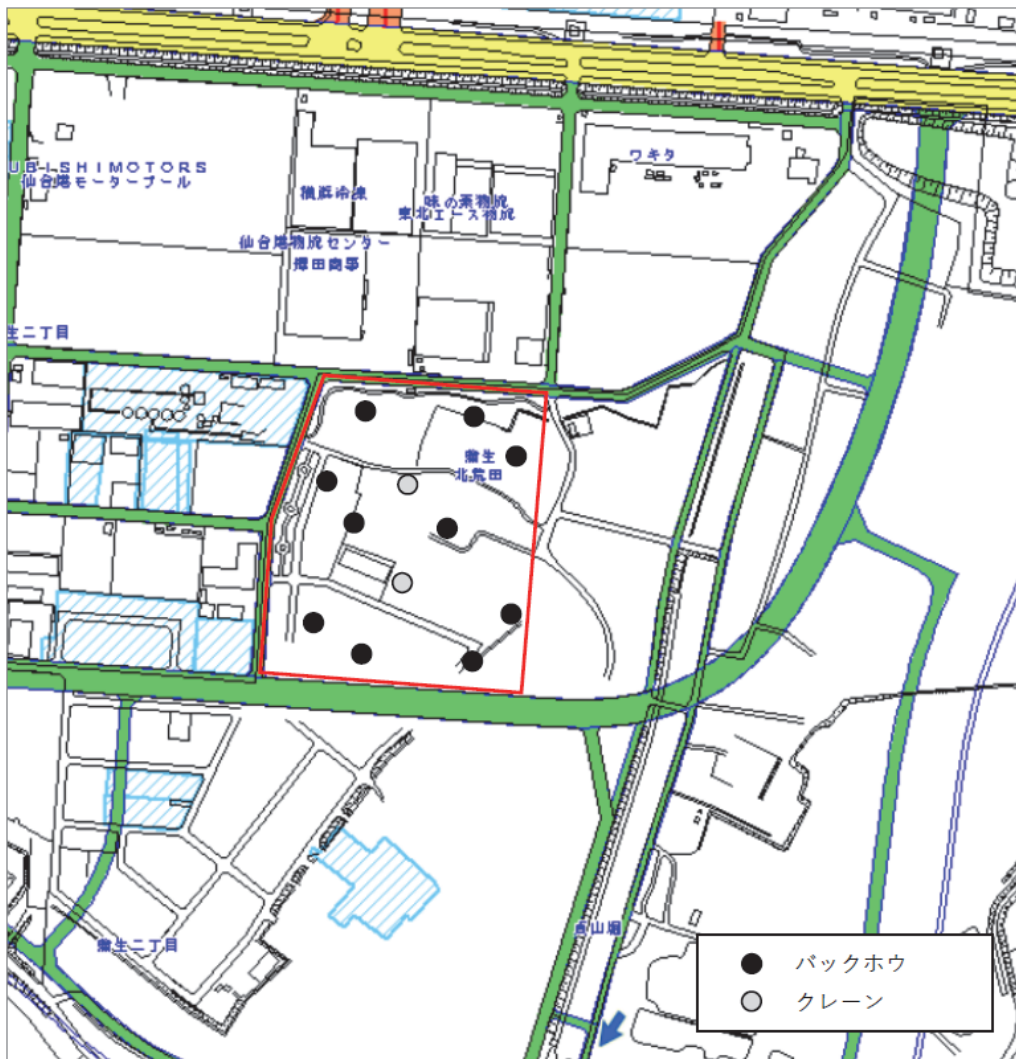 ワキタ
UBISHIMOTORS
仙台港モータープール
横浜冷凍
味の素物流
東北エース物流
仙台港物流センター
澤田商事
生二丁目
蒲生
北荒田
蒲生二丁目
貞山堀
バックホウ
クレーン